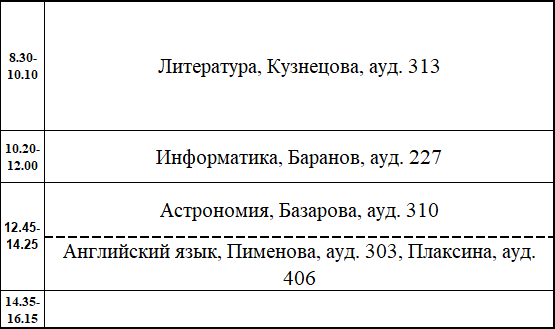 8.30-
10.10
Литература, Кузнецова, ауд. 313
10.20-
12.00
Информатика, Баранов, ауд. 227
12.45-
14.25
Астрономия, Базарова, ауд. 310
Английский язык, Пименова, ауд. 303, Плаксина, ауд.
406
14.35-
16.15